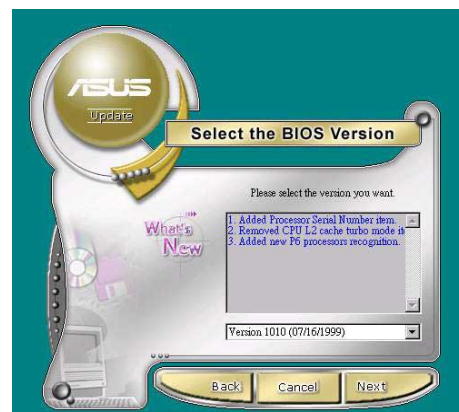 ASUS
Update
Select the BIOS Version
Please select the version you want.
What's
New
1. Added Processor Serial Number item.
2. Removed CPU L2 cache turbo mode it
3. Added new P6 processors recognition.
Version 1010 (07/16/1999)
Back
Cancel
Next